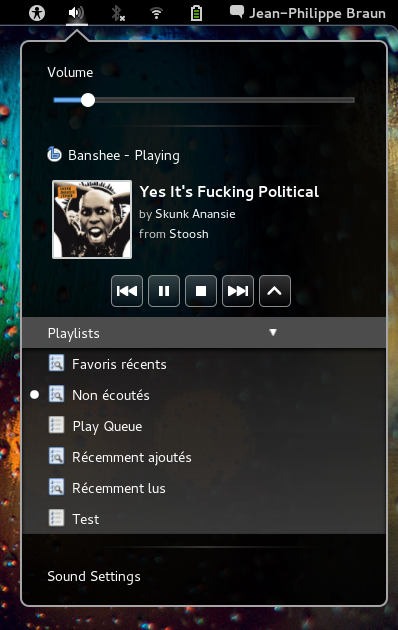 Jean-Philippe Braun
Volume
Banshee - Playing
Yes It's Fucking Political
by Skunk Anansie
from Stoosh
Playlists
Favoris récents
Non écoutés
Play Queue
Récemment ajoutés
Récemment lus
Test
Sound Settings